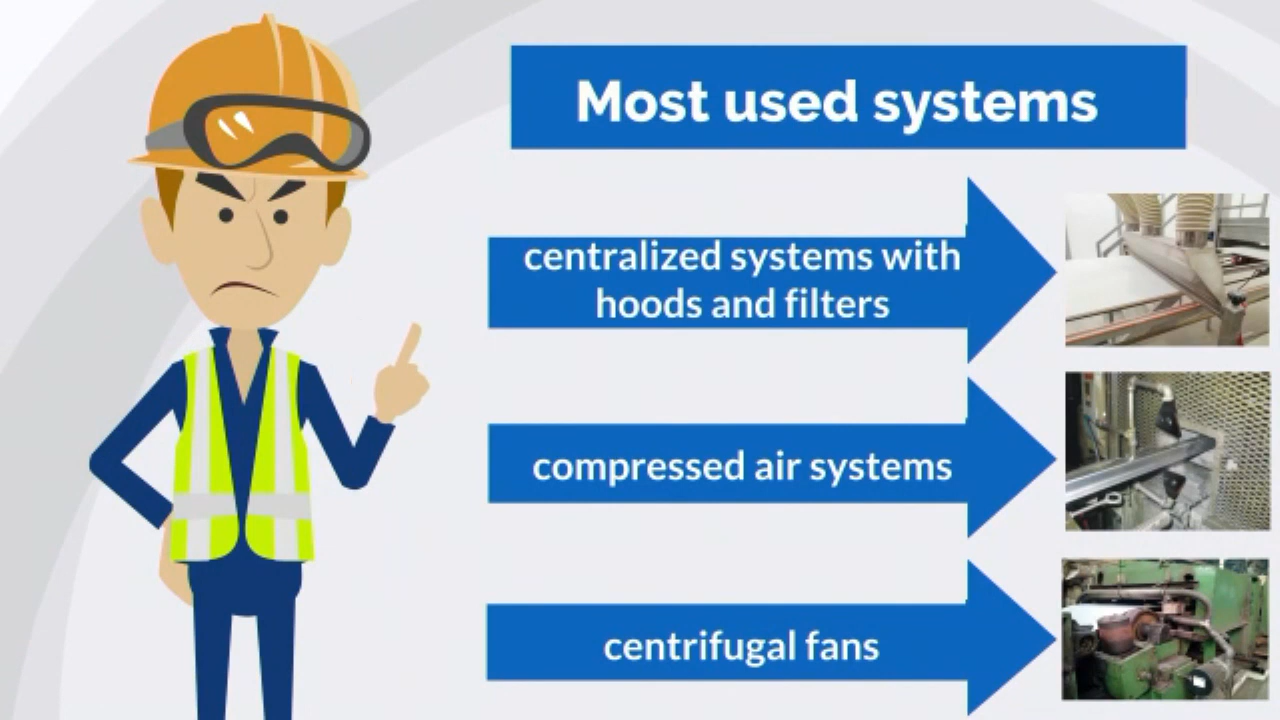 Most used systems
centralized systems with
hoods and filters
compressed air systems
centrifugal fans